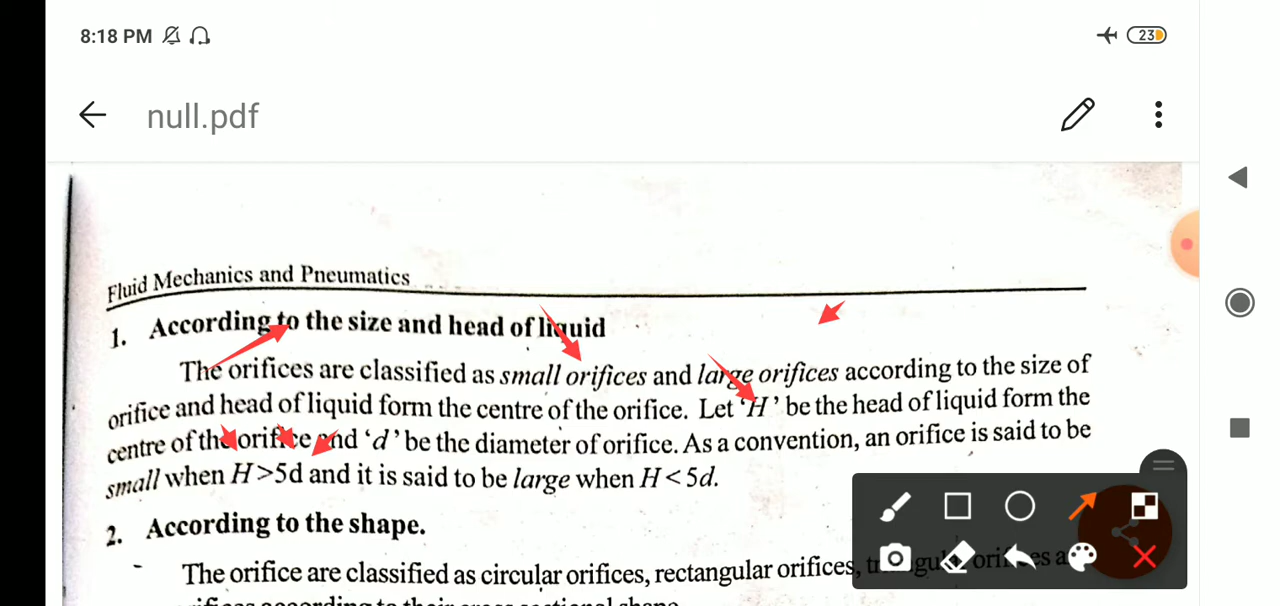 8:18 PM
23
null.pdf
Fluid Mechanics and Pneumatics
1. According to the size and head of liquid
The orifices are classified as small orifices and large orifices according to the size of
orifice and head of liquid form the centre of the orifice. Let ‘H’ be the head of liquid form the
centre of the orifice and ‘d’ be the diameter of orifice. As a convention, an orifice is said to be
small when H>5d and it is said to be large when H<5d.
2. According to the shape.
The orifice are classified as circular orifices, rectangular orifices,
according to their